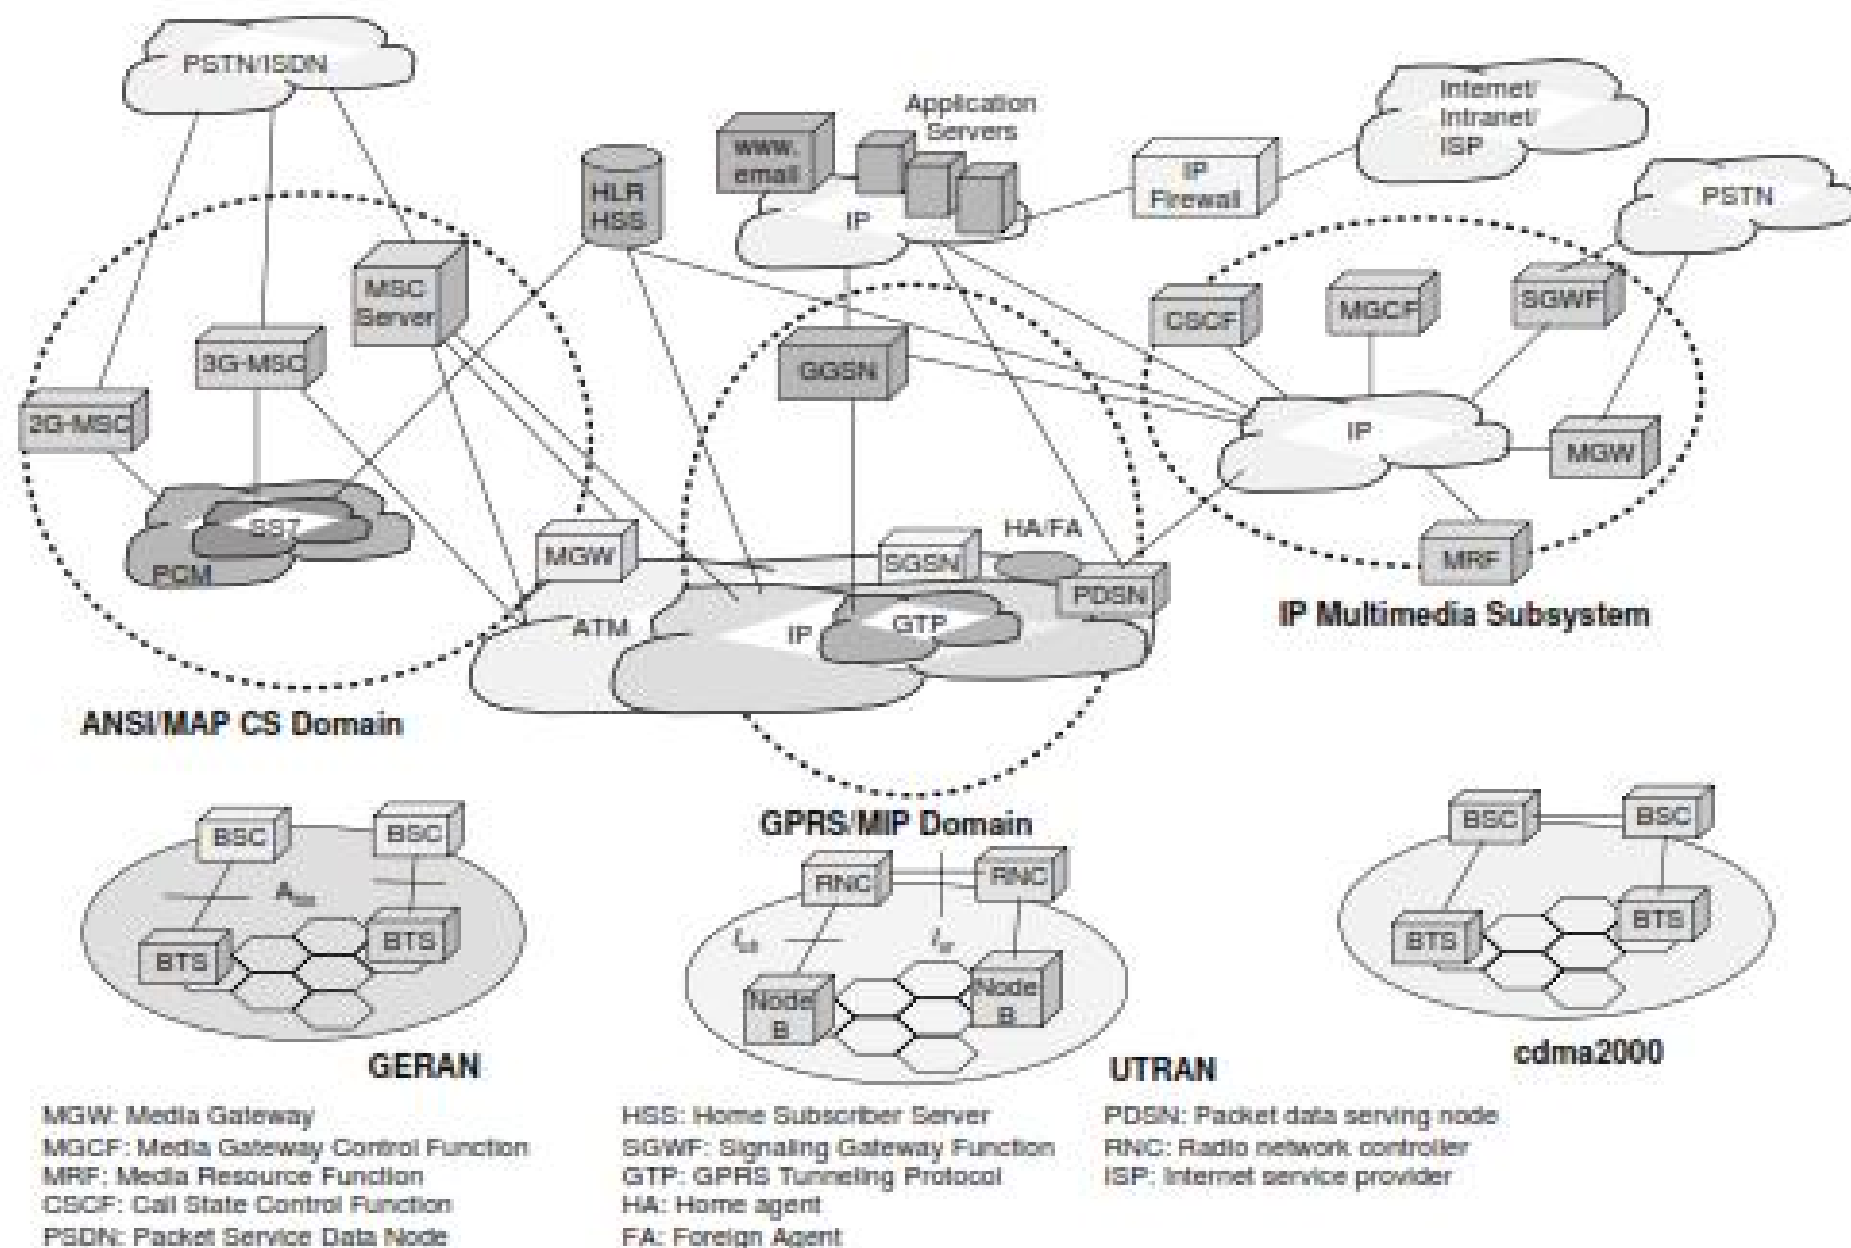 PSTN/ISDN
Application
Servers
Internet/
Intranet/
ISP
www.
email
IP
Firewall
HLR
HSS
IP
PSTN
MSC
Server
CSCF
MGCF
SGWF
3G-MSC
GGSN
2G-MSC
IP
MGW
SS7
PCM
MGW
SGSN
HA/FA
MRF
PDSN
ATM
IP
GTP
IP Multimedia Subsystem
ANSI/MAP CS Domain
GPRS/MIP Domain
BSC
BSC
BTS
BTS
GERAN
RNC
RNC
Node
B
Node
B
UTRAN
BSC
BSC
BTS
BTS
cdma2000
MGW: Media Gateway
MGCF: Media Gateway Control Function
MRF: Media Resource Function
CSCF: Call State Control Function
PSDN: Packet Service Data Node
HSS: Home Subscriber Server
SGWF: Signaling Gateway Function
GTP: GPRS Tunneling Protocol
HA: Home agent
FA: Foreign Agent
PDSN: Packet data serving node
RNC: Radio network controller
ISP: Internet service provider